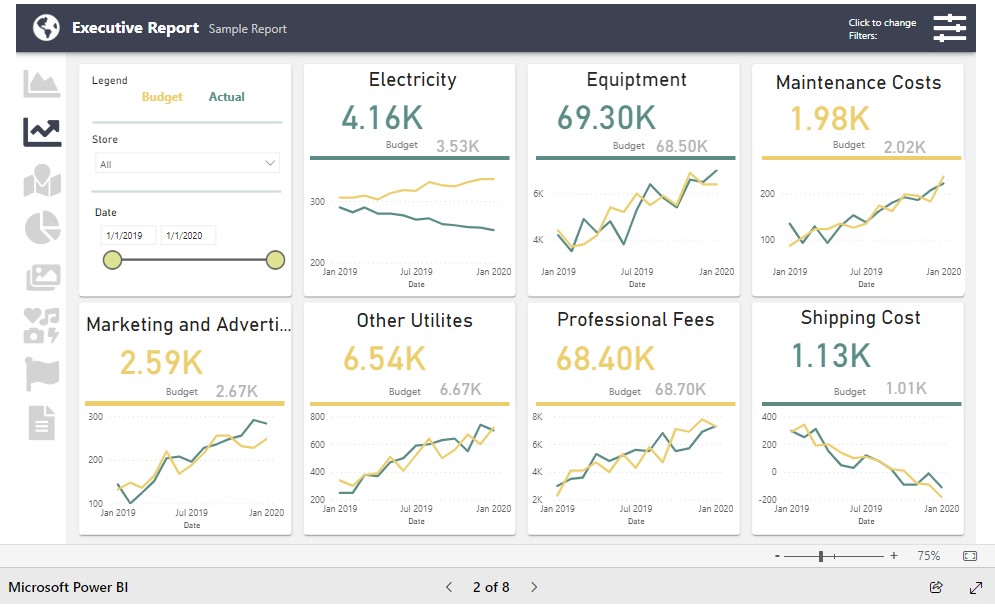 Executive Report Sample Report
Click to change
Filters:
Legend
Budget Actual
Store
All
Date
1/1/2019 1/1/2020
Electricity
4.16K
Budget 3.53K
300
200
Jan 2019 Jul 2019 Jan 2020
Date
Equiptment
69.30K
Budget 68.50K
6K
4K
Jan 2019 Jul 2019 Jan 2020
Date
Maintenance Costs
1.98K
Budget 2.02K
200
100
Jan 2019 Jul 2019 Jan 2020
Date
Marketing and Adverti...
2.59K
Budget 2.67K
300
200
100
Jan 2019 Jul 2019 Jan 2020
Date
Other Utilites
6.54K
Budget 6.67K
800
600
400
200
Jan 2019 Jul 2019 Jan 2020
Date
Professional Fees
68.40K
Budget 68.70K
8K
6K
4K
2K
Jan 2019 Jul 2019 Jan 2020
Date
Shipping Cost
1.13K
Budget 1.01K
400
200
0
-200
Jan 2019 Jul 2019 Jan 2020
Date
- + 75%
Microsoft Power BI
2 of 8